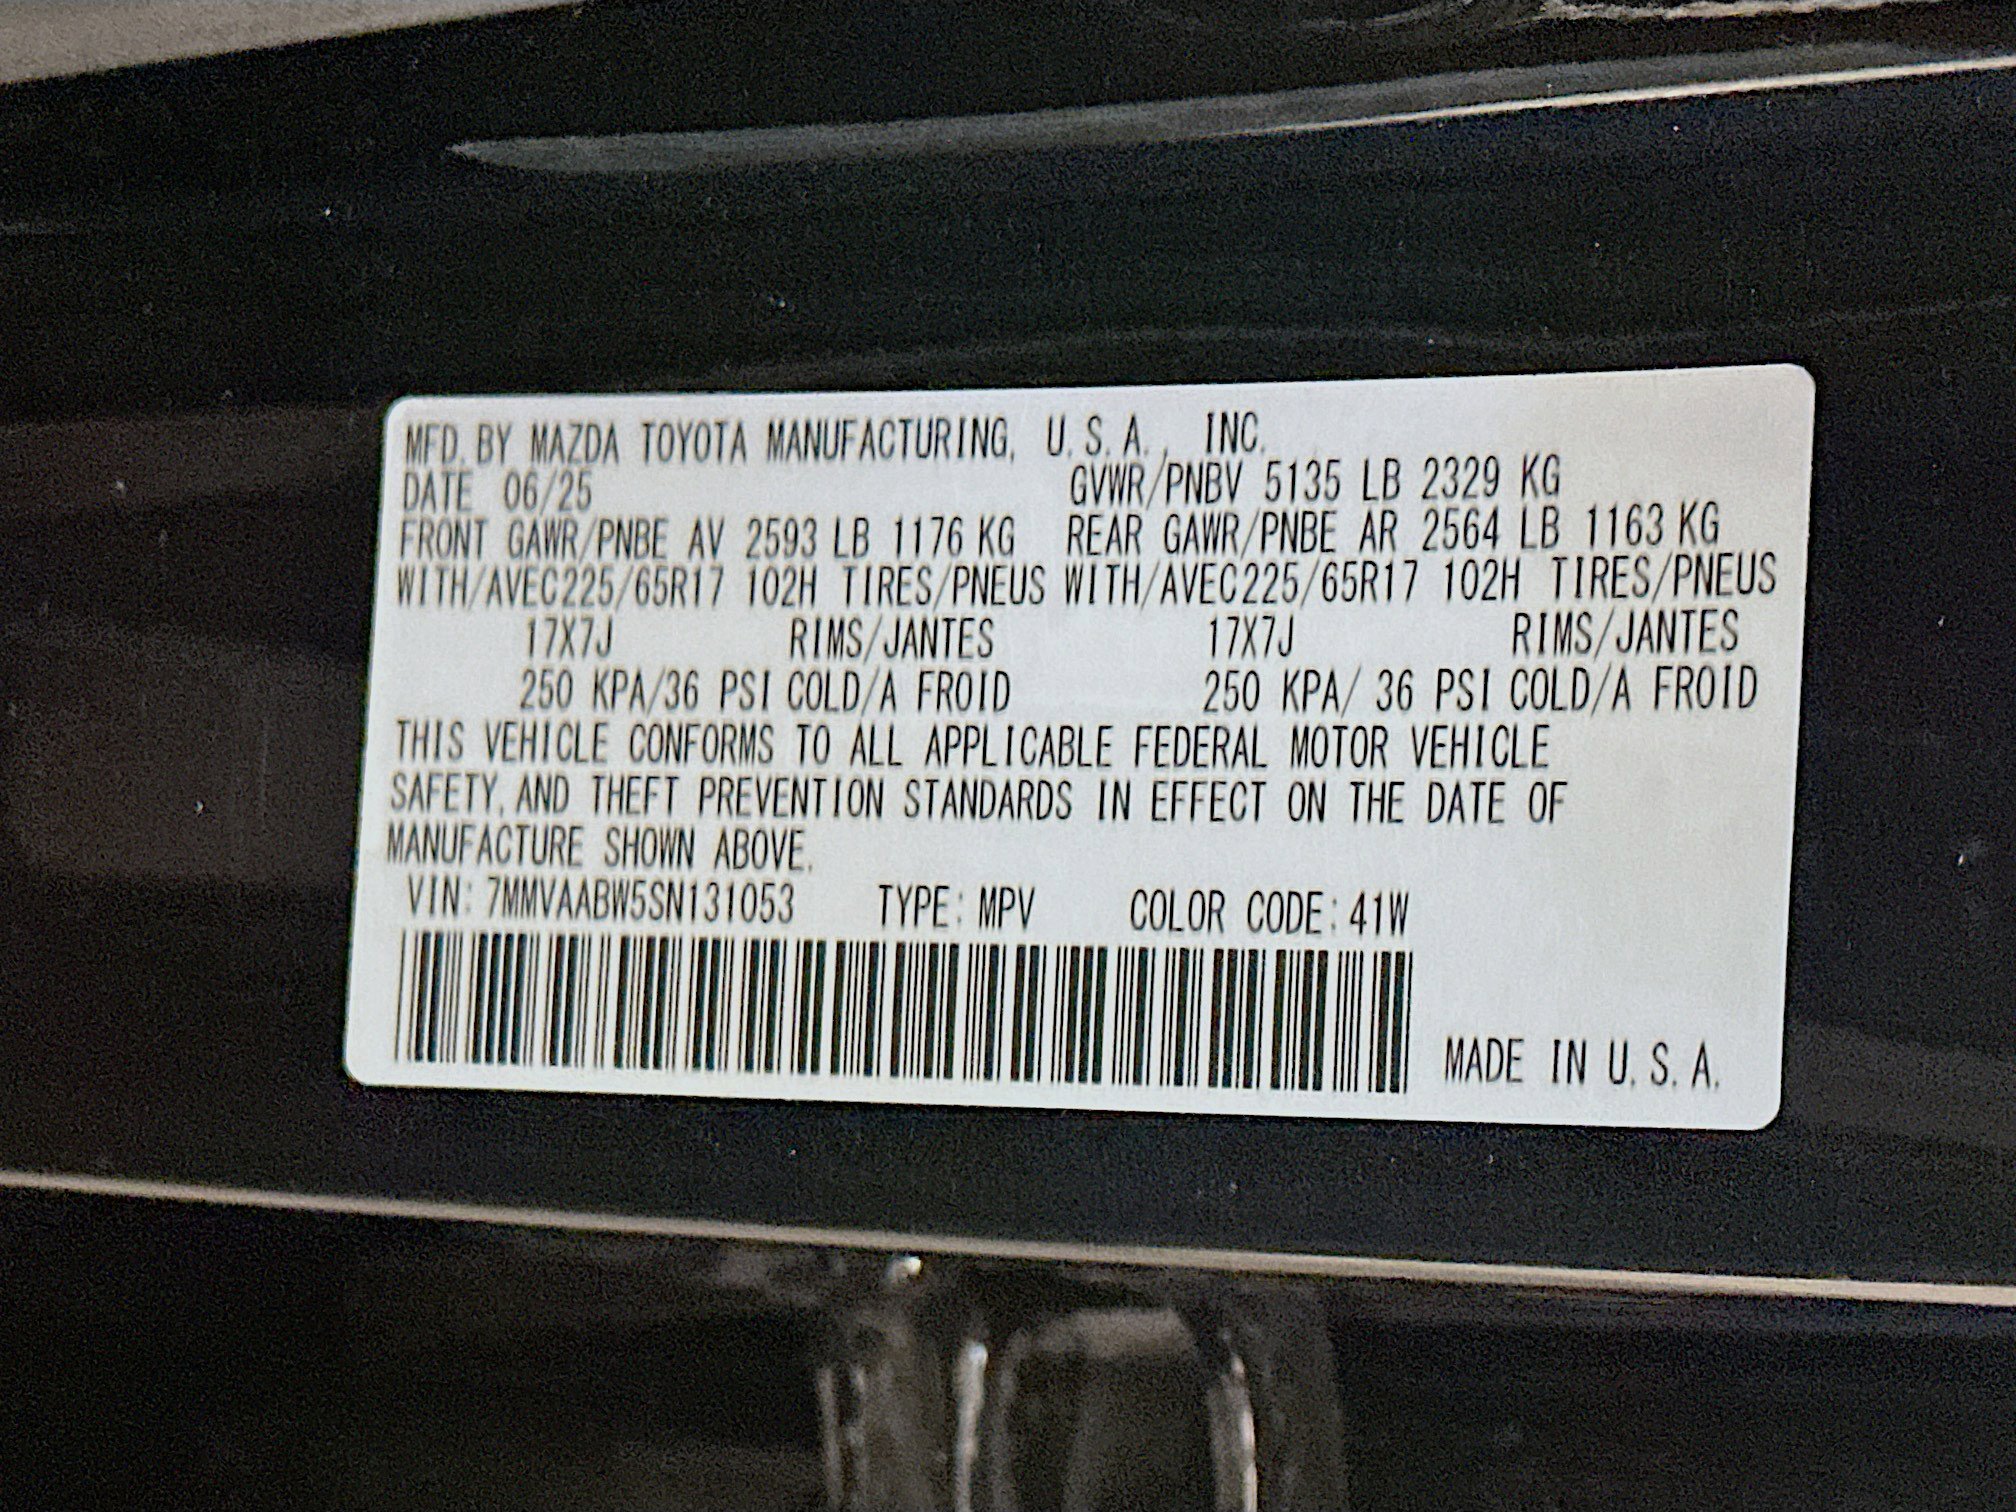 MFD. BY MAZDA TOYOTA MANUFACTURING, U.S.A., INC.
DATE 06/25 GVWR/PNBV 5135 LB 2329 KG
FRONT GAWR/PNBE AV 2593 LB 1176 KG REAR GAWR/PNBE AR 2564 LB 1163 KG
WITH/AVEC225/65R17 102H TIRES/PNEUS WITH/AVEC225/65R17 102H TIRES/PNEUS
17X7J RIMS/JANTES 17X7J RIMS/JANTES
250 KPA/36 PSI COLD/A FROID 250 KPA/ 36 PSI COLD/A FROID
THIS VEHICLE CONFORMS TO ALL APPLICABLE FEDERAL MOTOR VEHICLE
SAFETY, AND THEFT PREVENTION STANDARDS IN EFFECT ON THE DATE OF
MANUFACTURE SHOWN ABOVE.
VIN: 7MMVAABW5SN131053 TYPE: MPV COLOR CODE: 41W
MADE IN U.S.A.